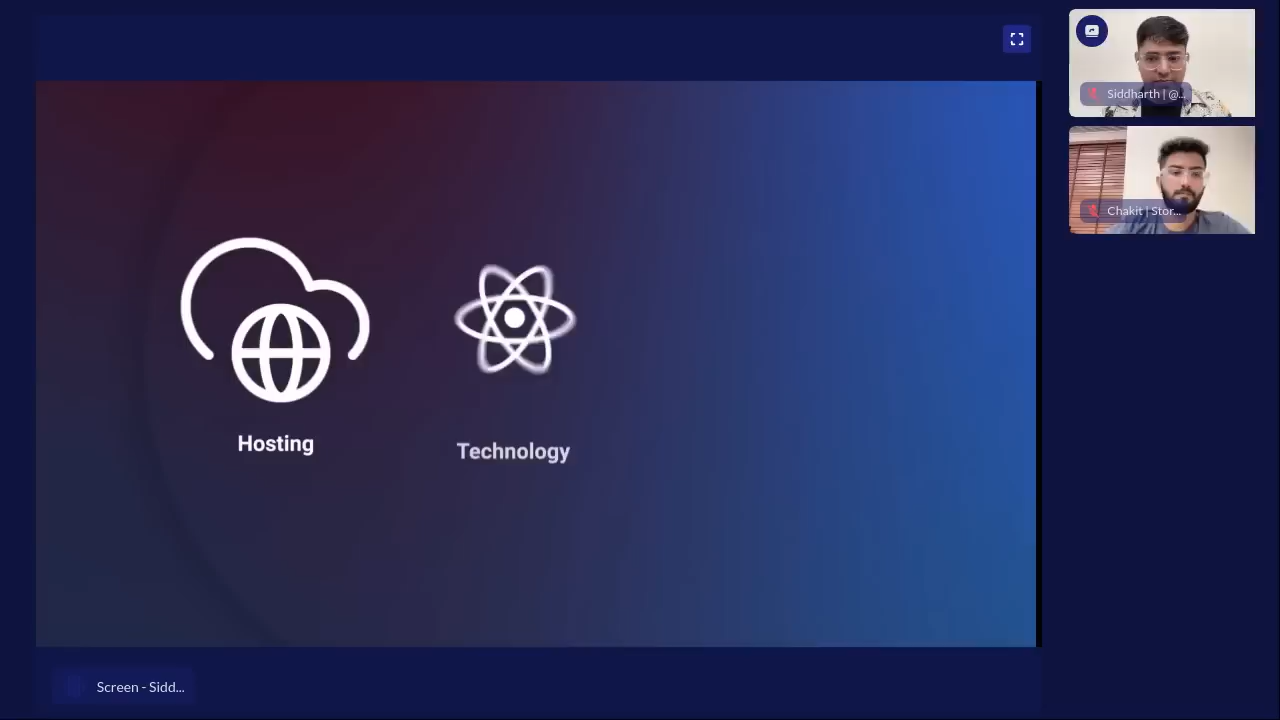 Siddharth | @...
Chakit | Stor...
Hosting
Technology
Screen - Sidd...